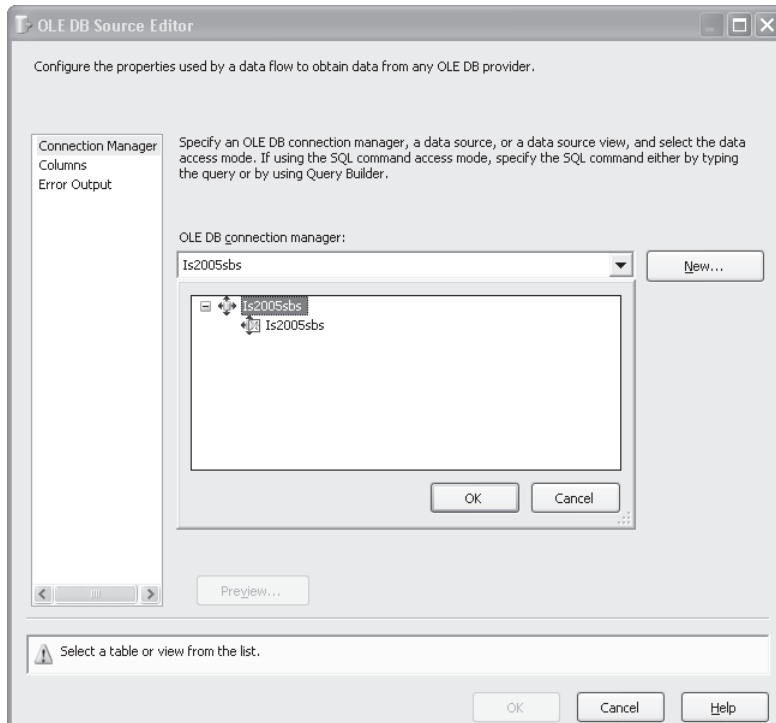 OLE DB Source Editor
Configure the properties used by a data flow to obtain data from any OLE DB provider.
Connection Manager
Columns
Error Output
Specify an OLE DB connection manager, a data source, or a data source view, and select the data
access mode. If using the SQL command access mode, specify the SQL command either by typing
the query or by using Query Builder.
OLE DB connection manager:
Is2005sbs
New...
Is2005sbs
Is2005sbs
OK
Cancel
Preview...
Select a table or view from the list.
OK
Cancel
Help